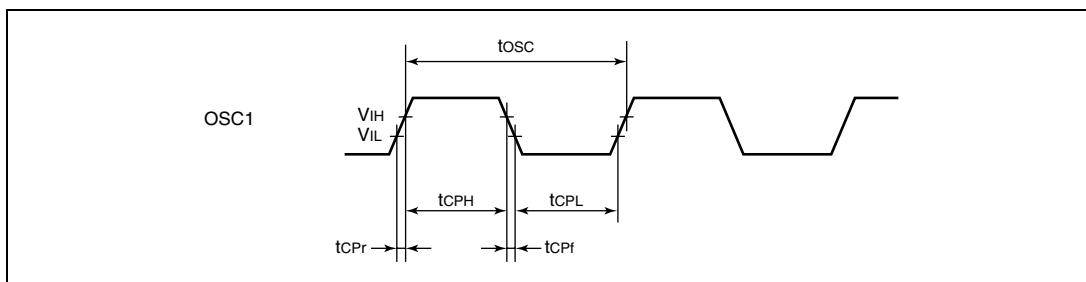 tOSC
OSC1
VIH
VIL
tCPH
tCPL
tCPr
tCPf